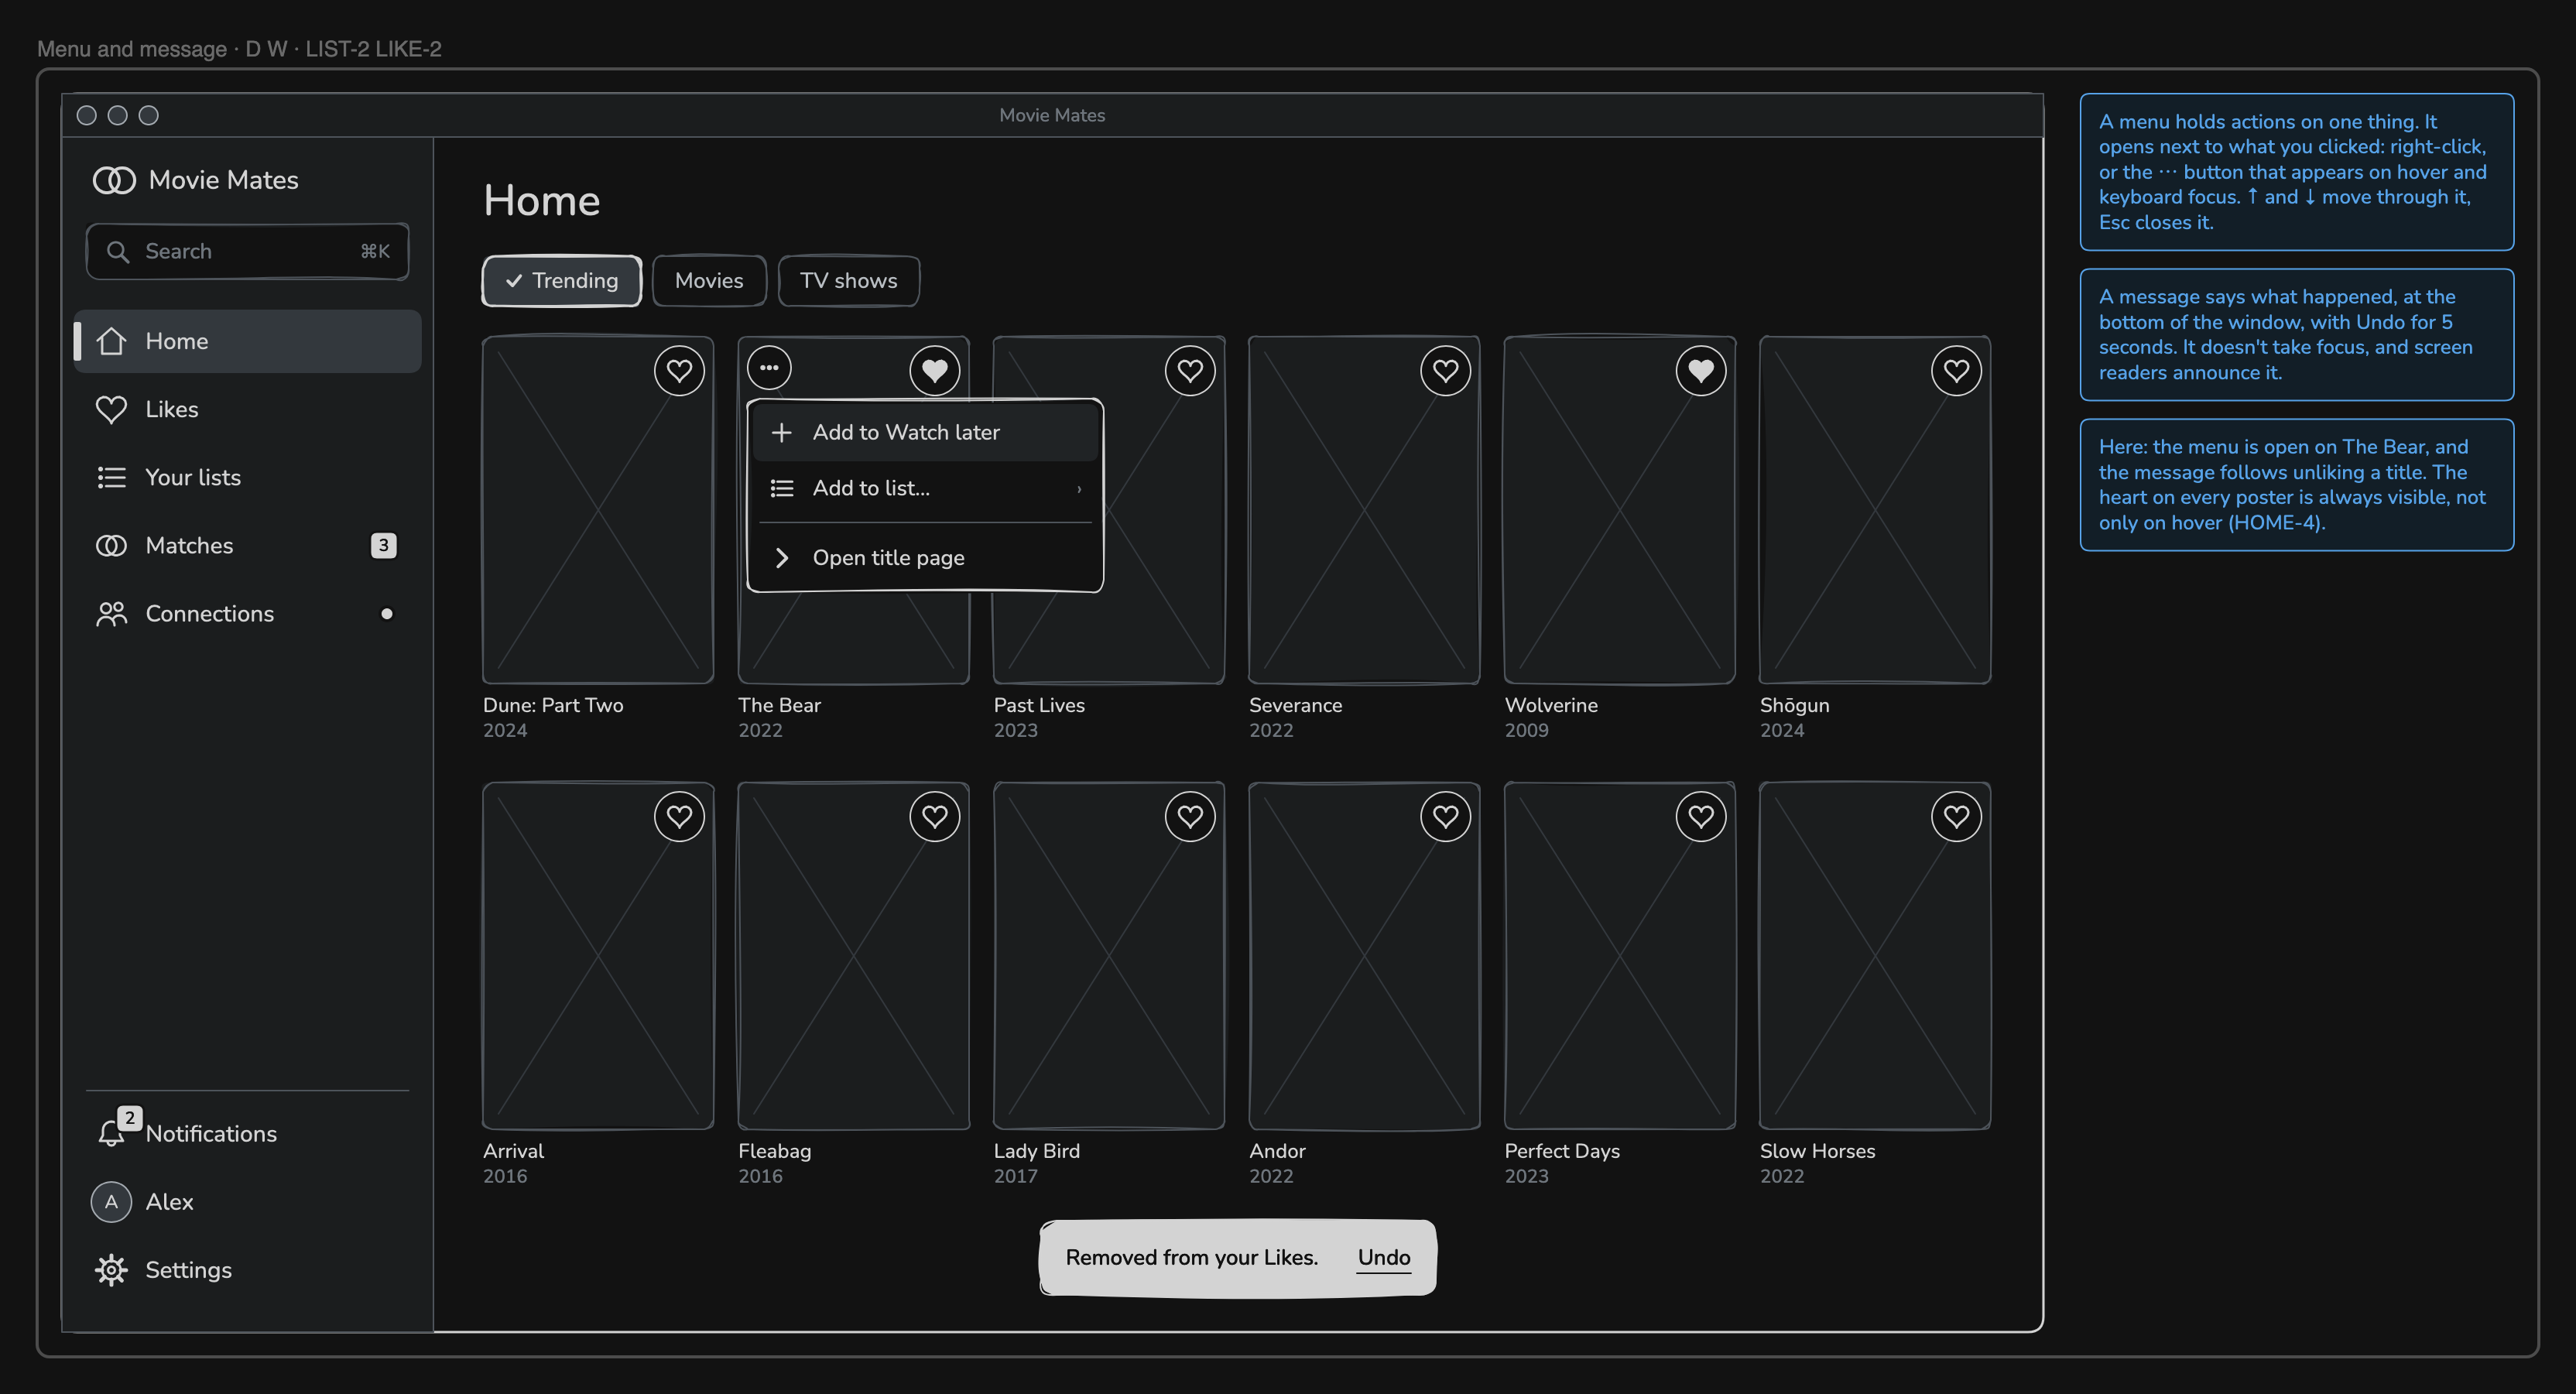 Menu and message · D W · LIST-2 LIKE-2
Movie Mates
Movie Mates
Search ⌘K
Home
Likes
Your lists
Matches 3
Connections
2
Notifications
A Alex
Settings
Home
✓ Trending
Movies
TV shows
Add to Watch later
Add to list... ›
Open title page
Dune: Part Two
2024
The Bear
2022
Past Lives
2023
Severance
2022
Wolverine
2009
Shōgun
2024
Arrival
2016
Fleabag
2016
Lady Bird
2017
Andor
2022
Perfect Days
2023
Slow Horses
2022
Removed from your Likes. Undo
A menu holds actions on one thing. It
opens next to what you clicked: right-click,
or the ··· button that appears on hover and
keyboard focus. ↑ and ↓ move through it,
Esc closes it.
A message says what happened, at the
bottom of the window, with Undo for 5
seconds. It doesn't take focus, and screen
readers announce it.
Here: the menu is open on The Bear, and
the message follows unliking a title. The
heart on every poster is always visible, not
only on hover (HOME-4).